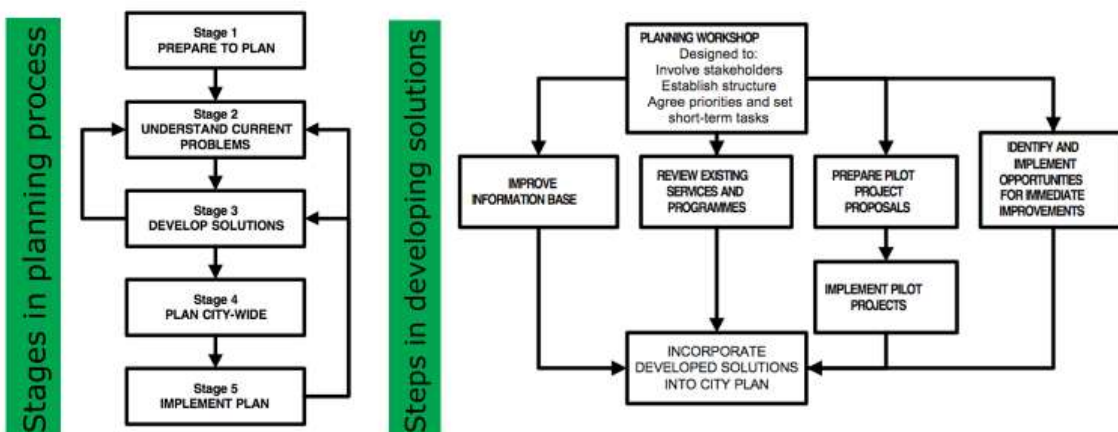 Stages in planning process
Stage 1
PREPARE TO PLAN
Stage 2
UNDERSTAND CURRENT
PROBLEMS
Stage 3
DEVELOP SOLUTIONS
Stage 4
PLAN CITY-WIDE
Stage 5
IMPLEMENT PLAN
Steps in developing solutions
PLANNING WORKSHOP
Designed to:
Involve stakeholders
Establish structure
Agree priorities and set
short-term tasks
IMPROVE
INFORMATION BASE
REVIEW EXISTING
SERVICES AND
PROGRAMMES
PREPARE PILOT
PROJECT
PROPOSALS
IDENTIFY AND
IMPLEMENT
OPPORTUNITIES
FOR IMMEDIATE
IMPROVEMENTS
IMPLEMENT PILOT
PROJECTS
INCORPORATE
DEVELOPED SOLUTIONS
INTO CITY PLAN